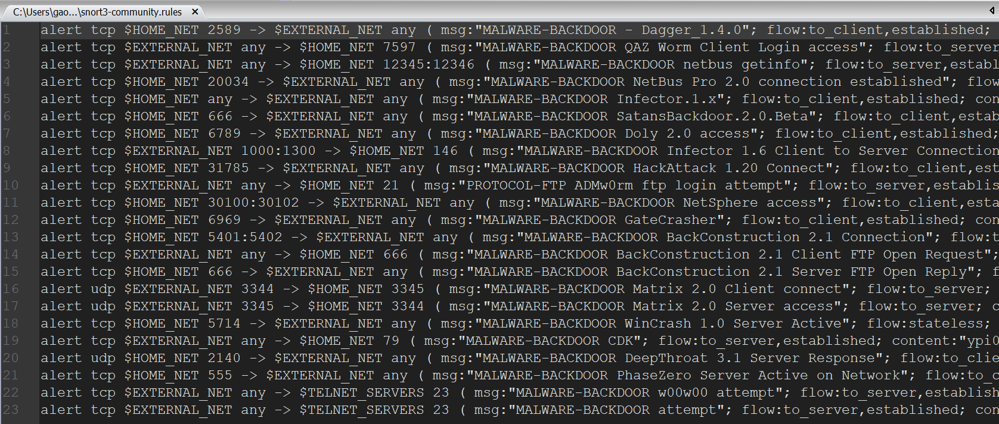 C:\Users\gao...\snort3-community.rules
1 alert tcp $HOME_NET 2589 -> $EXTERNAL_NET any ( msg:"MALWARE-BACKDOOR - Dagger_1.4.0"; flow:to_client,established;
2 alert tcp $EXTERNAL_NET any -> $HOME_NET 7597 ( msg:"MALWARE-BACKDOOR QAZ Worm Client Login access"; flow:to_server
3 alert tcp $EXTERNAL_NET any -> $HOME_NET 12345:12346 ( msg:"MALWARE-BACKDOOR netbus getinfo"; flow:to_server,establ
4 alert tcp $HOME_NET 20034 -> $EXTERNAL_NET any ( msg:"MALWARE-BACKDOOR NetBus Pro 2.0 connection established"; flow
5 alert tcp $HOME_NET any -> $EXTERNAL_NET any ( msg:"MALWARE-BACKDOOR Infector.1.x"; flow:to_client,established; con
6 alert tcp $HOME_NET 666 -> $EXTERNAL_NET any ( msg:"MALWARE-BACKDOOR SatansBackdoor.2.0.Beta"; flow:to_client,estab
7 alert tcp $HOME_NET 6789 -> $EXTERNAL_NET any ( msg:"MALWARE-BACKDOOR Doly 2.0 access"; flow:to_client,established;
8 alert tcp $EXTERNAL_NET 1000:1300 -> $HOME_NET 146 ( msg:"MALWARE-BACKDOOR Infector 1.6 Client to Server Connection
9 alert tcp $HOME_NET 31785 -> $EXTERNAL_NET any ( msg:"MALWARE-BACKDOOR HackAttack 1.20 Connect"; flow:to_client,est
10 alert tcp $EXTERNAL_NET any -> $HOME_NET 21 ( msg:"PROTOCOL-FTP ADMw0rm ftp login attempt"; flow:to_server,establis
11 alert tcp $HOME_NET 30100:30102 -> $EXTERNAL_NET any ( msg:"MALWARE-BACKDOOR NetSphere access"; flow:to_client,esta
12 alert tcp $HOME_NET 6969 -> $EXTERNAL_NET any ( msg:"MALWARE-BACKDOOR GateCrasher"; flow:to_client,established; con
13 alert tcp $HOME_NET 5401:5402 -> $EXTERNAL_NET any ( msg:"MALWARE-BACKDOOR BackConstruction 2.1 Connection"; flow:t
14 alert tcp $EXTERNAL_NET any -> $HOME_NET 666 ( msg:"MALWARE-BACKDOOR BackConstruction 2.1 Client FTP Open Request";
15 alert tcp $HOME_NET 666 -> $EXTERNAL_NET any ( msg:"MALWARE-BACKDOOR BackConstruction 2.1 Server FTP Open Reply"; f
16 alert udp $EXTERNAL_NET 3344 -> $HOME_NET 3345 ( msg:"MALWARE-BACKDOOR Matrix 2.0 Client connect"; flow:to_server;
17 alert udp $EXTERNAL_NET 3345 -> $HOME_NET 3344 ( msg:"MALWARE-BACKDOOR Matrix 2.0 Server access"; flow:to_server; c
18 alert tcp $HOME_NET 5714 -> $EXTERNAL_NET any ( msg:"MALWARE-BACKDOOR WinCrash 1.0 Server Active"; flow:stateless;
19 alert tcp $EXTERNAL_NET any -> $HOME_NET 79 ( msg:"MALWARE-BACKDOOR CDK"; flow:to_server,established; content:"ypi0
20 alert udp $HOME_NET 2140 -> $EXTERNAL_NET any ( msg:"MALWARE-BACKDOOR DeepThroat 3.1 Server Response"; flow:to_clie
21 alert tcp $HOME_NET 555 -> $EXTERNAL_NET any ( msg:"MALWARE-BACKDOOR PhaseZero Server Active on Network"; flow:to_c
22 alert tcp $EXTERNAL_NET any -> $TELNET_SERVERS 23 ( msg:"MALWARE-BACKDOOR w00w00 attempt"; flow:to_server,establish
23 alert tcp $EXTERNAL_NET any -> $TELNET_SERVERS 23 ( msg:"MALWARE-BACKDOOR attempt"; flow:to_server,established; con